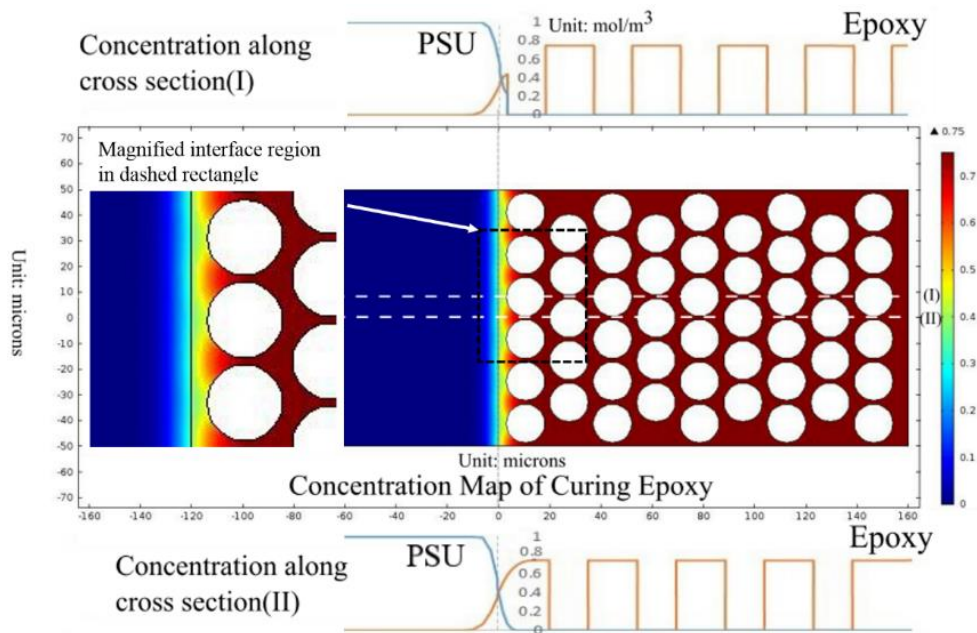 Concentration along
cross section(I)
PSU
Unit: mol/m³
Epoxy
1
0.8
0.6
0.4
0.2
0
Magnified interface region
in dashed rectangle
70
60
50
40
30
20
10
0
-10
-20
-30
-40
-50
-60
-70
Unit: microns
(I)
(II)
▲ 0.75
0.7
0.6
0.5
0.4
0.3
0.2
0.1
0
Unit: microns
Concentration Map of Curing Epoxy
-160 -140 -120 -100 -80 -60 -40 -20 0 20 40 60 80 100 120 140 160
Concentration along
cross section(II)
PSU
Epoxy
1
0.8
0.6
0.4
0.2
0